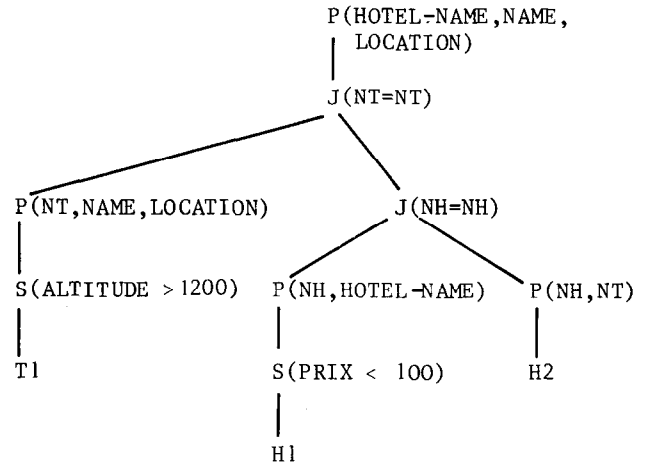 P(HOTEL-NAME,NAME,
LOCATION)
J(NT=NT)
P(NT,NAME,LOCATION)
J(NH=NH)
S(ALTITUDE > 1200)
P(NH,HOTEL-NAME)
P(NH,NT)
T1
S(PRIX < 100)
H2
H1